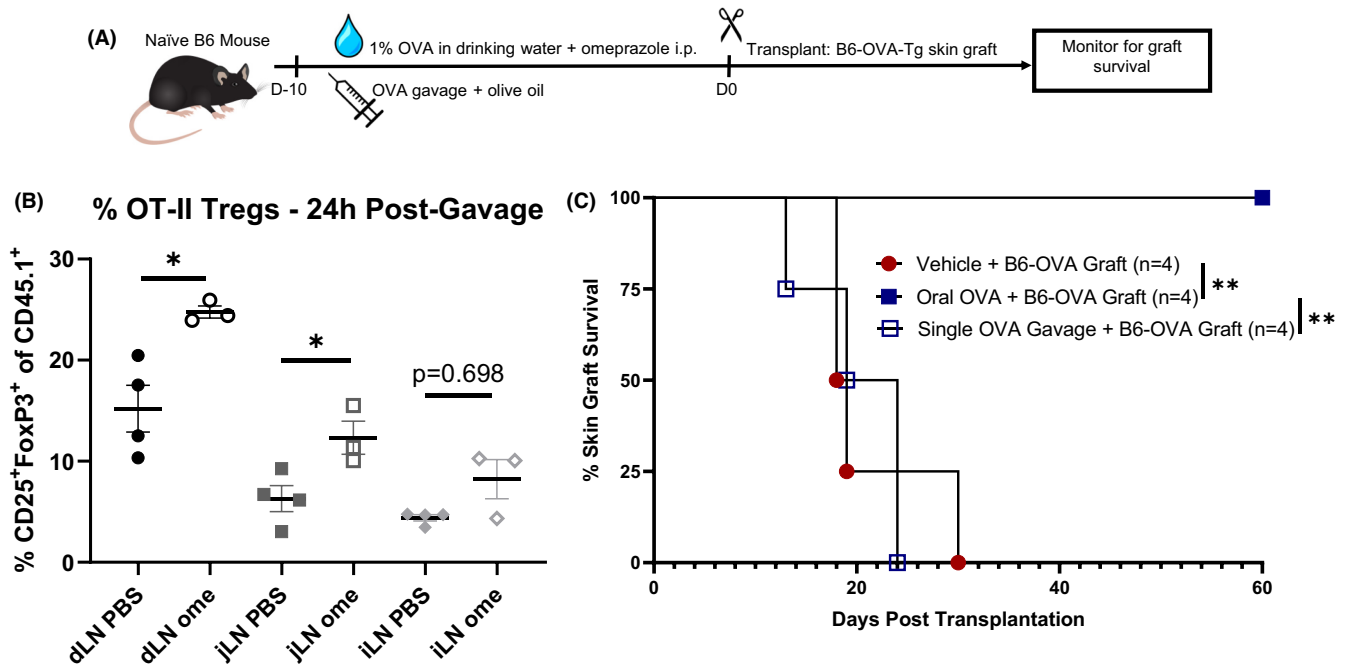 (A)
Naïve B6 Mouse
D-10
1% OVA in drinking water + omeprazole i.p.
OVA gavage + olive oil
D0
Transplant: B6-OVA-Tg skin graft
Monitor for graft
survival
(B)
% OT-II Tregs - 24h Post-Gavage
% CD25⁺FoxP3⁺ of CD45.1⁺
30
20
10
0
*
*
p=0.698
dLN PBS
dLN ome
jLN PBS
jLN ome
iLN PBS
iLN ome
(C)
% Skin Graft Survival
100
75
50
25
0
Vehicle + B6-OVA Graft (n=4)
Oral OVA + B6-OVA Graft (n=4)
Single OVA Gavage + B6-OVA Graft (n=4)
**
**
0
20
40
60
Days Post Transplantation